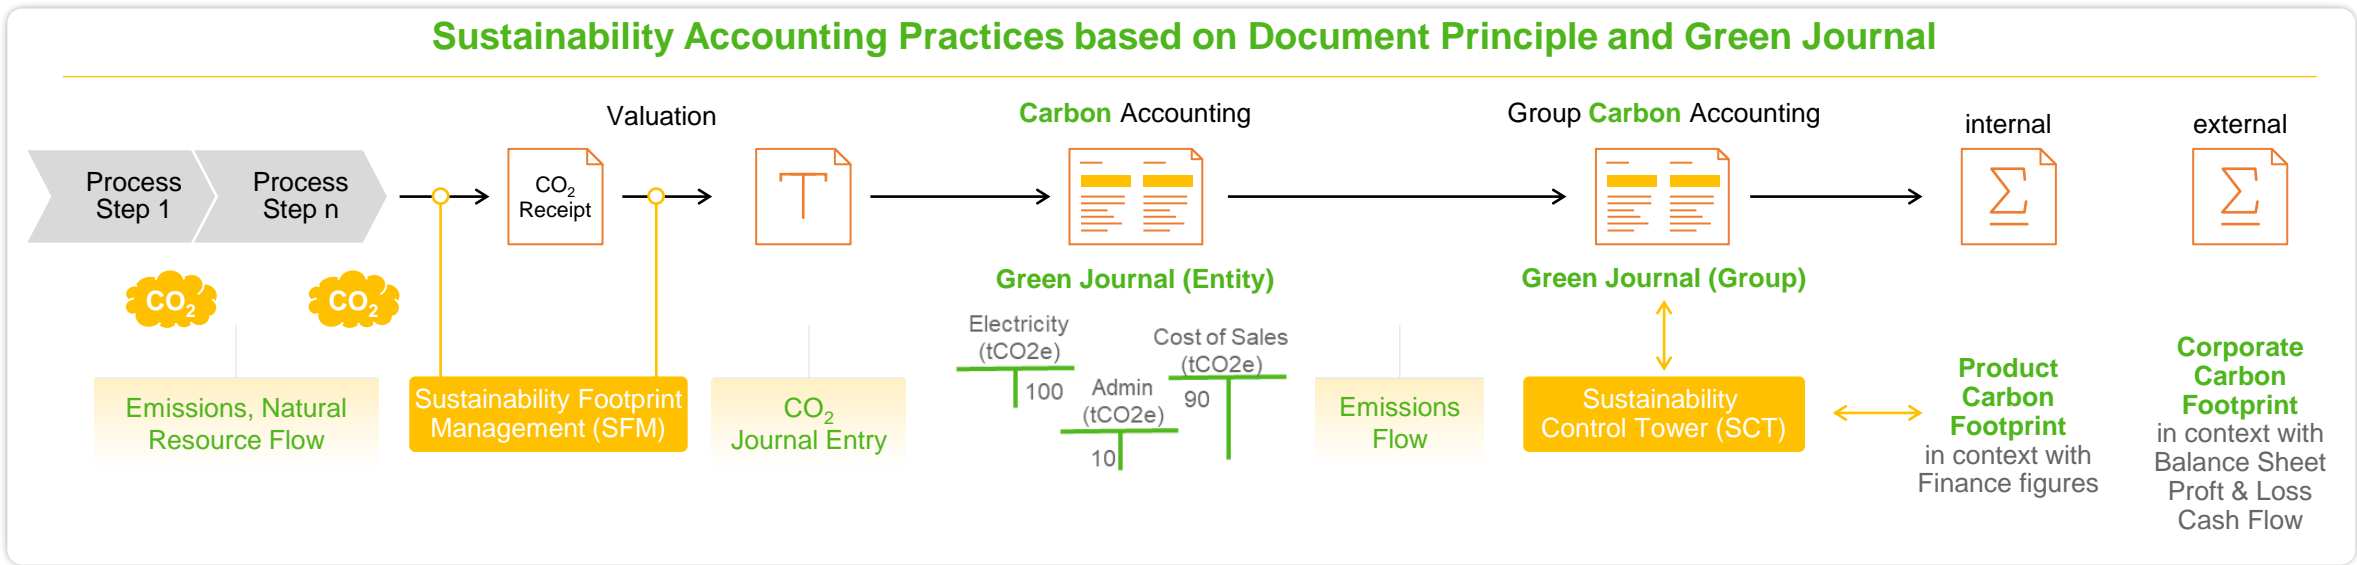 Sustainability Accounting Practices based on Document Principle and Green Journal
Process
Step 1
Process
Step n
CO2
CO2
Emissions, Natural
Resource Flow
Valuation
CO2
Receipt
Sustainability Footprint
Management (SFM)
T
CO2
Journal Entry
Carbon Accounting
Green Journal (Entity)
Electricity
(tCO2e)
100
Admin
(tCO2e)
10
Cost of Sales
(tCO2e)
90
Emissions
Flow
Group Carbon Accounting
Green Journal (Group)
Sustainability
Control Tower (SCT)
internal
Σ
Product
Carbon
Footprint
in context with
Finance figures
external
Σ
Corporate
Carbon
Footprint
in context with
Balance Sheet
Proft & Loss
Cash Flow